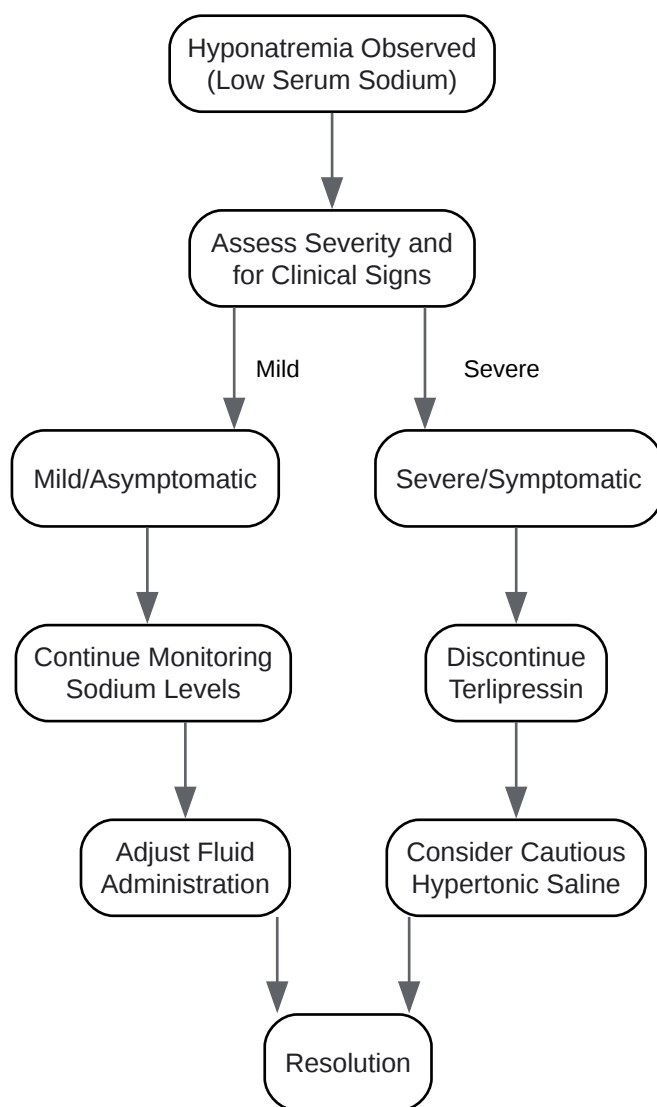 Hyponatremia Observed
(Low Serum Sodium)
Assess Severity and
for Clinical Signs
Mild
Severe
Mild/Asymptomatic
Severe/Symptomatic
Continue Monitoring
Sodium Levels
Discontinue
Terlipressin
Adjust Fluid
Administration
Consider Cautious
Hypertonic Saline
Resolution